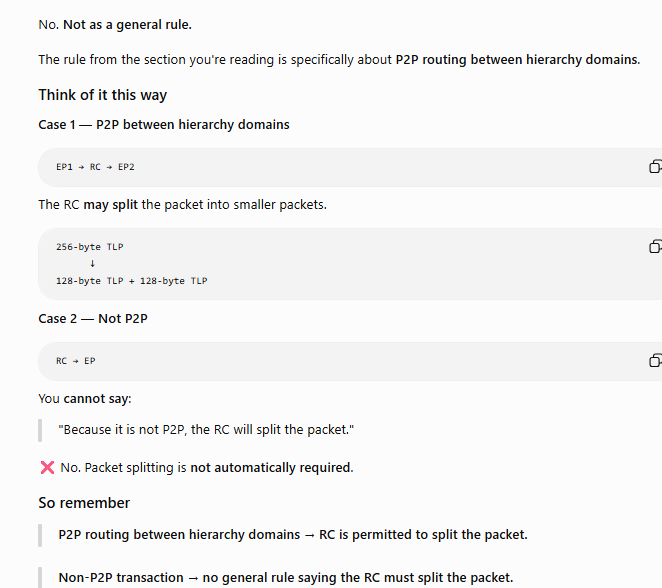 No. Not as a general rule.
The rule from the section you're reading is specifically about P2P routing between hierarchy domains.
Think of it this way
Case 1 — P2P between hierarchy domains
EP1 → RC → EP2
The RC may split the packet into smaller packets.
256-byte TLP
↓
128-byte TLP + 128-byte TLP
Case 2 — Not P2P
RC → EP
You cannot say:
"Because it is not P2P, the RC will split the packet."
❌ No. Packet splitting is not automatically required.
So remember
P2P routing between hierarchy domains → RC is permitted to split the packet.
Non-P2P transaction → no general rule saying the RC must split the packet.